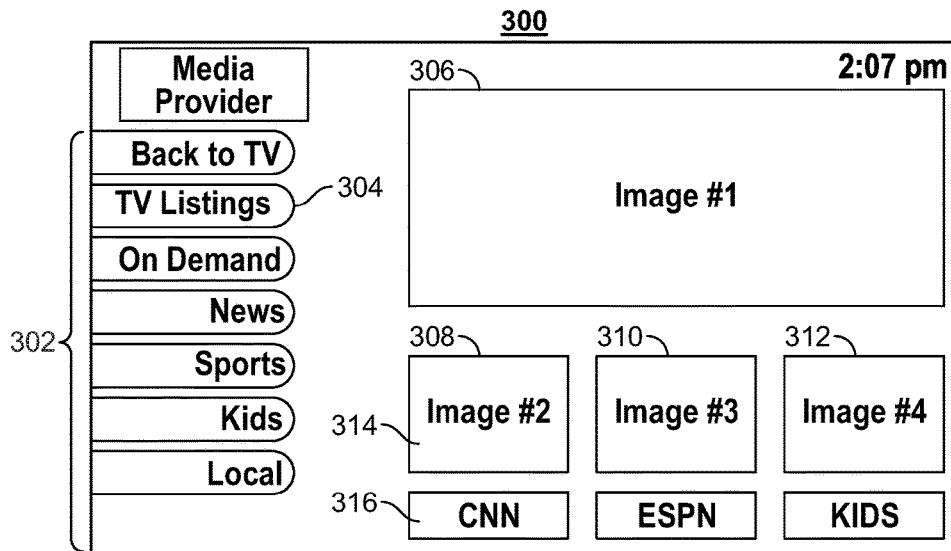 300
2:07 pm
Media
Provider
306
Back to TV
TV Listings
304
Image #1
On Demand
News
302
Sports
308
310
312
Kids
Image #2
Image #3
Image #4
314
Local
316
CNN
ESPN
KIDS